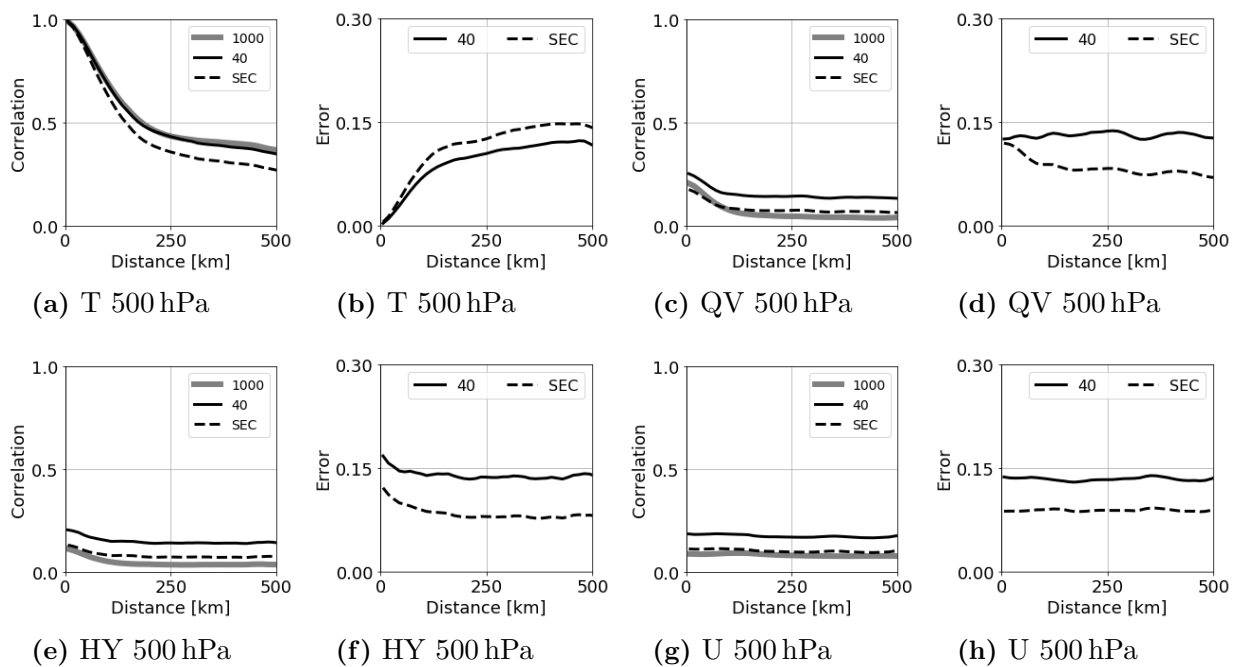 1.0
0.5
0.0
Correlation
1000
40
SEC
0
250
500
Distance [km]
(a) T 500 hPa
0.30
0.15
0.00
Error
40
SEC
0
250
500
Distance [km]
(b) T 500 hPa
1.0
0.5
0.0
Correlation
1000
40
SEC
0
250
500
Distance [km]
(c) QV 500 hPa
0.30
0.15
0.00
Error
40
SEC
0
250
500
Distance [km]
(d) QV 500 hPa
1.0
0.5
0.0
Correlation
1000
40
SEC
0
250
500
Distance [km]
(e) HY 500 hPa
0.30
0.15
0.00
Error
40
SEC
0
250
500
Distance [km]
(f) HY 500 hPa
1.0
0.5
0.0
Correlation
1000
40
SEC
0
250
500
Distance [km]
(g) U 500 hPa
0.30
0.15
0.00
Error
40
SEC
0
250
500
Distance [km]
(h) U 500 hPa